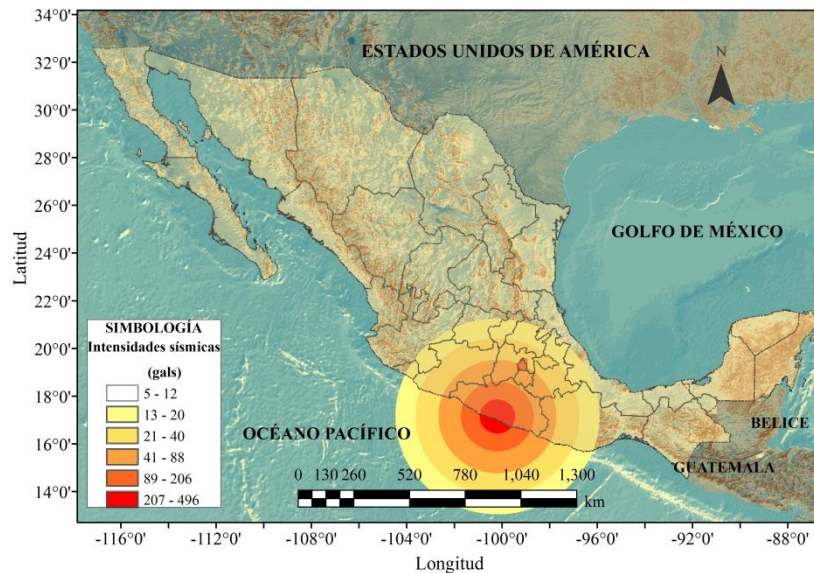 34°0'
32°0'
30°0'
28°0'
26°0'
24°0'
22°0'
20°0'
18°0'
16°0'
14°0'
Latitud
ESTADOS UNIDOS DE AMÉRICA
N
GOLFO DE MÉXICO
SIMBOLOGÍA
Intensidades sísmicas
(gals)
5 - 12
13 - 20
21 - 40
41 - 88
89 - 206
207 - 496
OCÉANO PACÍFICO
BELICE
GUATEMALA
0 130 260 520 780 1,040 1,300
km
-116°0' -112°0' -108°0' -104°0' -100°0' -96°0' -92°0' -88°0'
Longitud